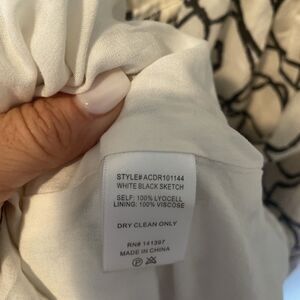 STYLE# ACDR101144
WHITE BLACK SKETCH
SELF: 100% LYOCELL
LINING: 100% VISCOSE
DRY CLEAN ONLY
RN# 141397
MADE IN CHINA